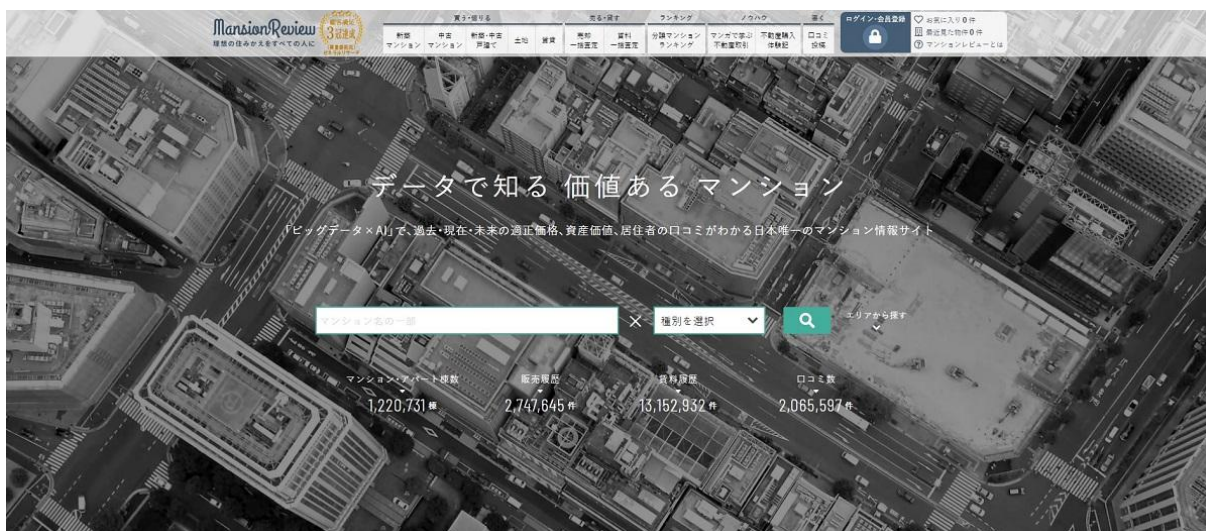 MansionReview
理想の住みかえをすべての人に
3冠達成
買う・借りる
売る・貸す
ランキング
ノウハウ
書く
新築
マンション
中古
マンション
新築・中古
戸建て
土地
賃貸
売却
一括査定
賃料
一括査定
分譲マンション
ランキング
マンガで学ぶ
不動産取引
不動産購入
体験記
口コミ
投稿
ログイン・会員登録
お気に入り0件
最近見た物件0件
マンションレビューとは
データで知る 価値ある マンション
「ビッグデータ×AI」で、過去・現在・未来の適正価格、資産価値、居住者の口コミがわかる日本唯一のマンション情報サイト
マンション名の一部
種別を選択
エリアから探す
マンション・アパート棟数
1,220,731棟
販売履歴
2,747,645件
賃料履歴
13,152,932件
口コミ数
2,065,597件